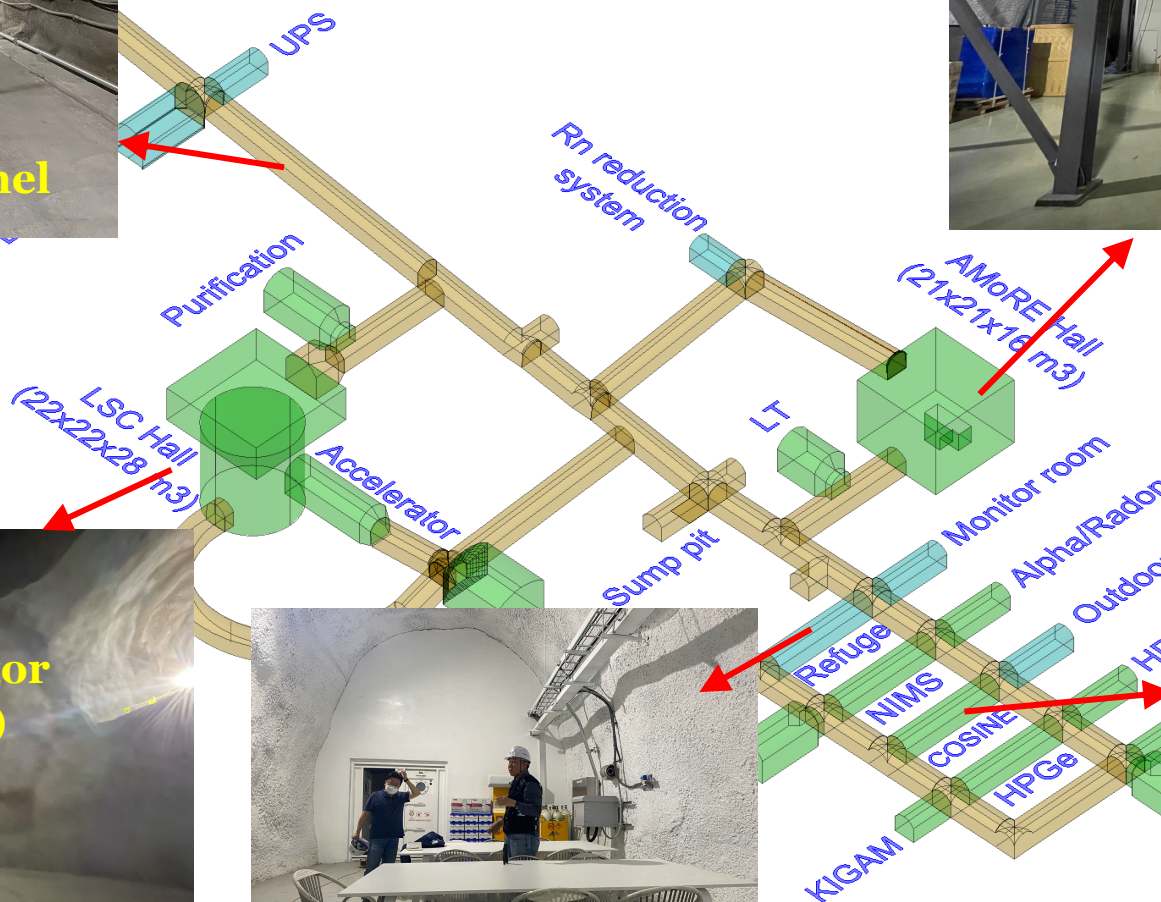 UPS
nel
Rn reduction
system
Purification
AMoRE Hall
(21x21x16 m3)
LSC Hall
(22x22x28 m3)
Accelerator
LT
Monitor room
Sump pit
Alpha/Radon
Outdoor
Refuge
NIMS
COSINE
HPGe
KIGAM
tor
)